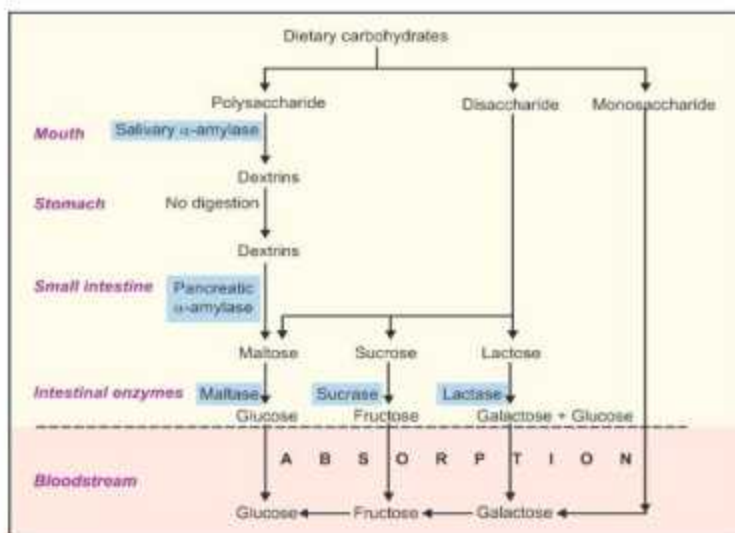 Dietary carbohydrates
Polysaccharide Disaccharide Monosaccharide
Mouth Salivary α-amylase
Dextrins
Stomach No digestion
Dextrins
Small intestine Pancreatic
α-amylase
Maltose Sucrose Lactose
Intestinal enzymes Maltase Sucrase Lactase
Glucose Fructose Galactose + Glucose
A B S O R P T I O N
Bloodstream
Glucose Fructose Galactose